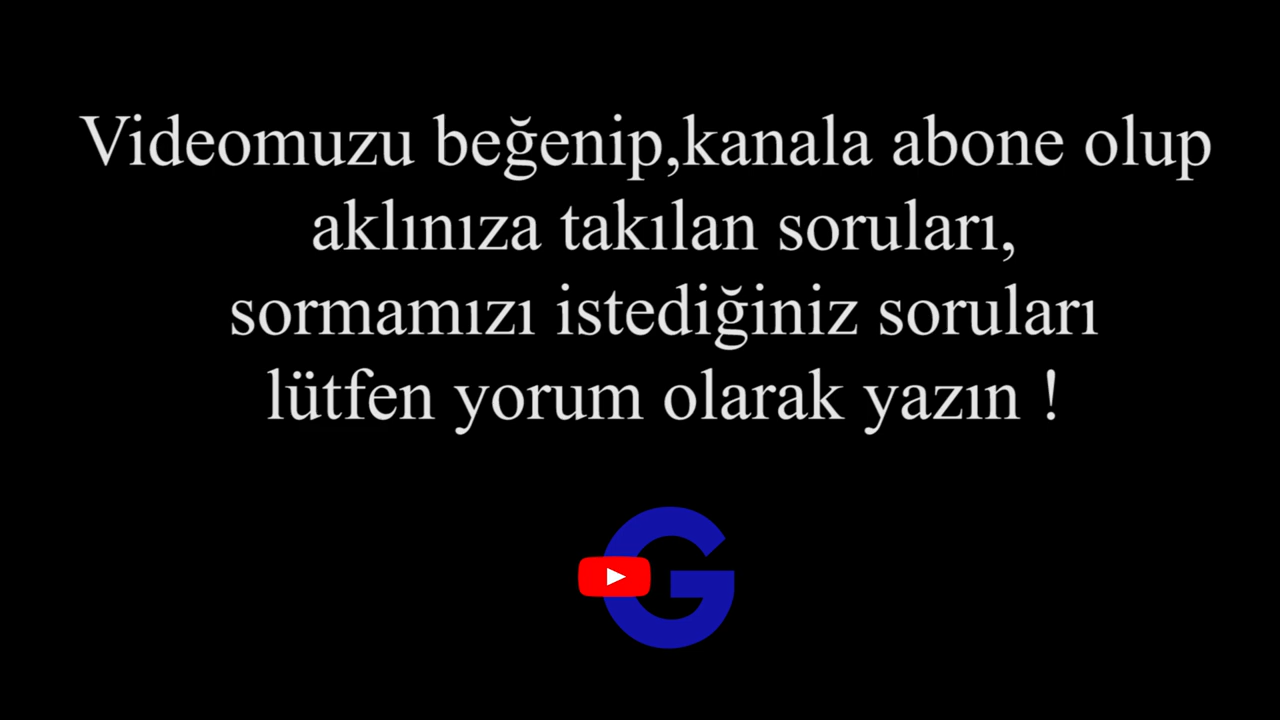 Videomuzu beğenip,kanala abone olup
aklınıza takılan soruları,
sormamızı istediğiniz soruları
lütfen yorum olarak yazın !
G